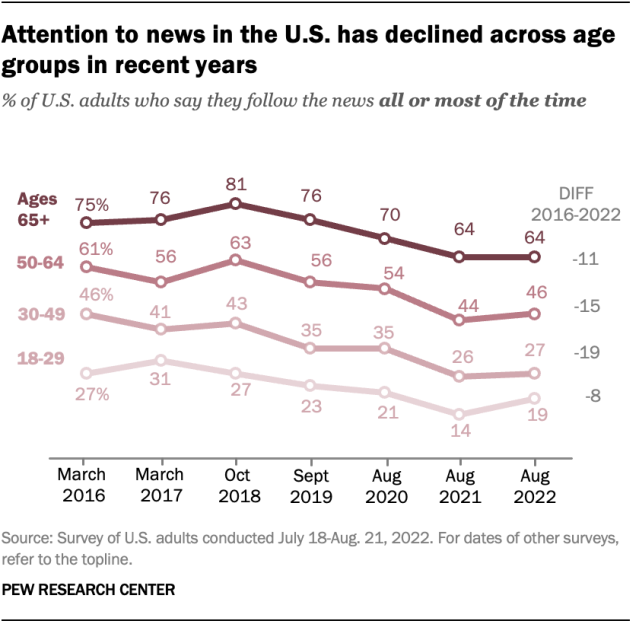 Attention to news in the U.S. has declined across age
groups in recent years
% of U.S. adults who say they follow the news all or most of the time
DIFF
2016-2022
Ages
65+
75% 76 81 76 70 64 64 -11
50-64
61% 56 63 56 54 44 46 -15
30-49
46% 41 43 35 35 26 27 -19
18-29
27% 31 27 23 21 14 19 -8
March
2016
March
2017
Oct
2018
Sept
2019
Aug
2020
Aug
2021
Aug
2022
Source: Survey of U.S. adults conducted July 18-Aug. 21, 2022. For dates of other surveys,
refer to the topline.
PEW RESEARCH CENTER